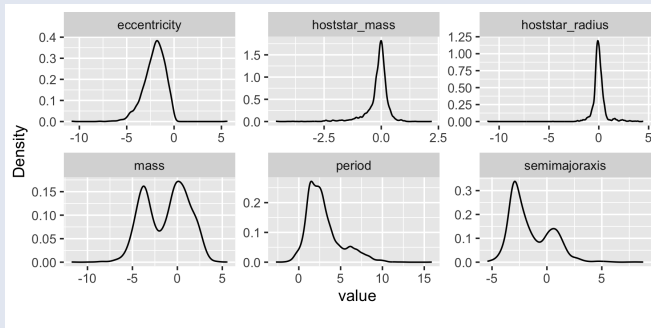 eccentricity hoststar_mass hoststar_radius
0.4 0.3 0.2 0.1 0.0
-10 -5 0 5
1.5 1.0 0.5 0.0
-2.5 0.0 2.5
1.25 1.00 0.75 0.50 0.25 0.00
-10 -5 0 5
Density
mass period semimajoraxis
0.15 0.10 0.05 0.00
-10 -5 0 5
0.2 0.1 0.0
0 5 10 15
0.3 0.2 0.1 0.0
-5 0 5
value